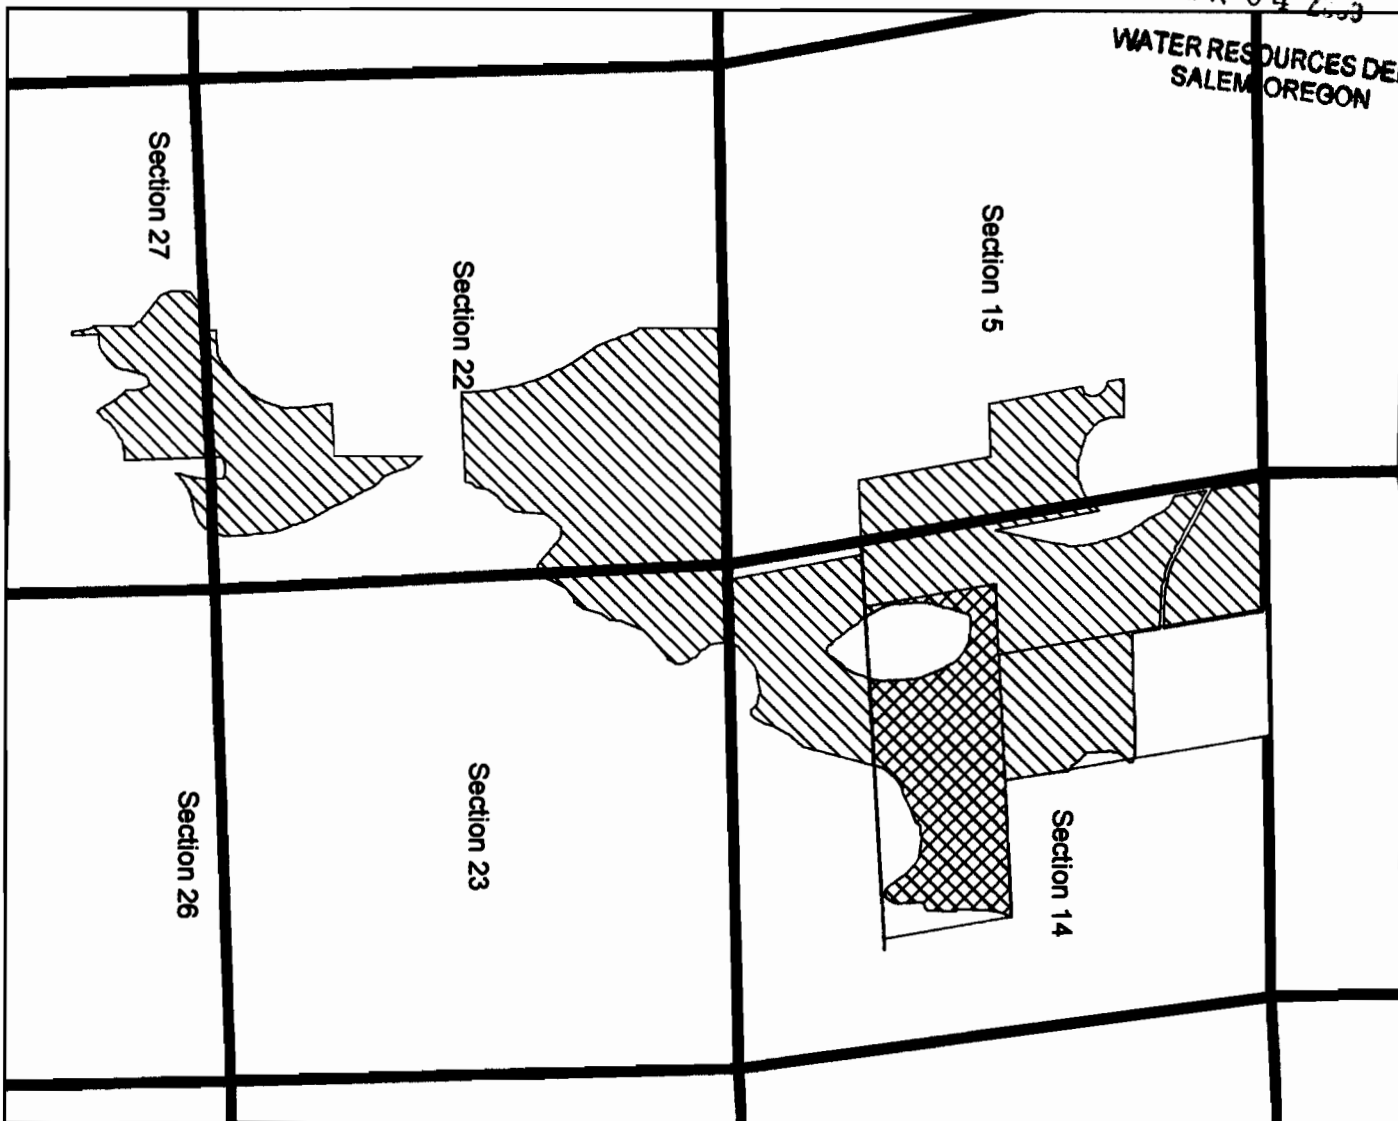 WATER RESOURCES
SALEM OREGON
Section 27
Section 22
Section 15
Section 26
Section 23
Section 14